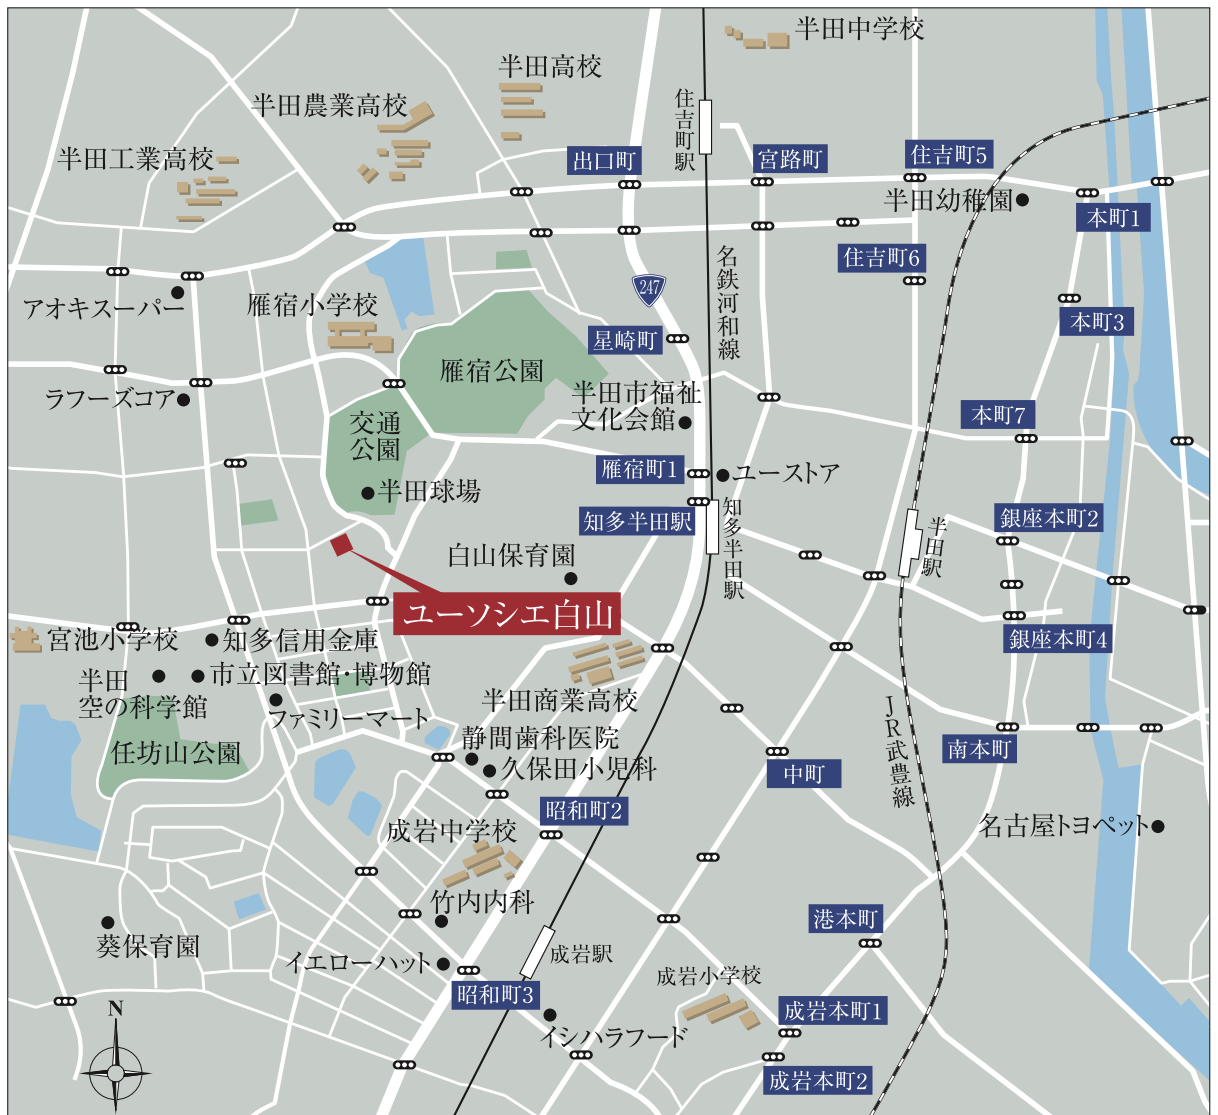 半田中学校
半田高校
住吉町駅
半田農業高校
半田工業高校
出口町
宮路町
住吉町5
半田幼稚園
本町1
住吉町6
名鉄河和線
247
アオキスーパー
雁宿小学校
星崎町
本町3
雁宿公園
ラフーズコア
半田市福祉
文化会館
交通
公園
本町7
雁宿町1
ユーストア
半田球場
知多半田駅
知多半田駅
銀座本町2
半田駅
白山保育園
ユーソシエ白山
宮池小学校
知多信用金庫
銀座本町4
市立図書館・博物館
半田
空の科学館
ファミリーマート
半田商業高校
JR武豊線
任坊山公園
静間歯科医院
久保田小児科
南本町
中町
昭和町2
成岩中学校
名古屋トヨペット
竹内内科
港本町
葵保育園
イエローハット
成岩駅
成岩小学校
昭和町3
イシハラフード
成岩本町1
成岩本町2
N